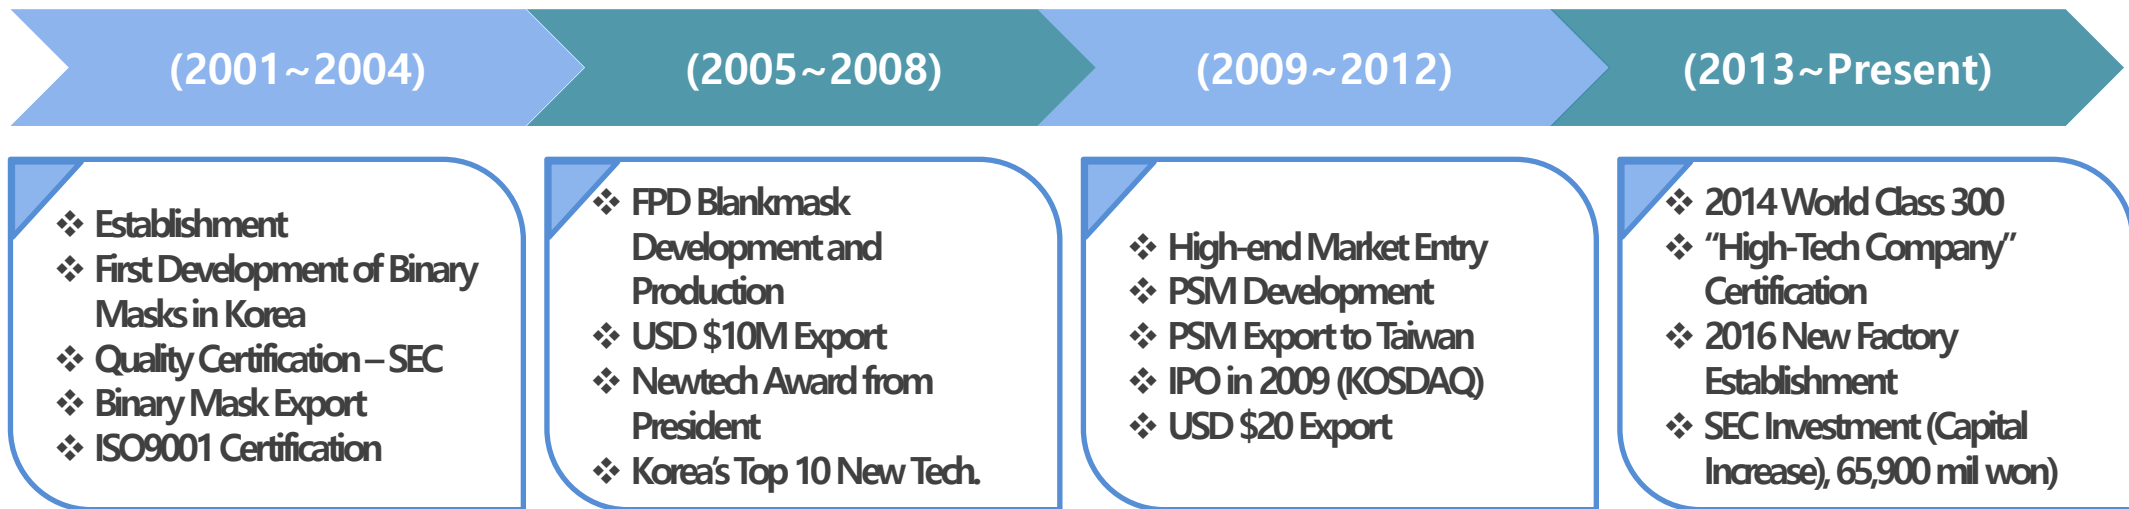 (2001~2004)
(2005~2008)
(2009~2012)
(2013~Present)
❖ Establishment
❖ First Development of Binary
Masks in Korea
❖ Quality Certification – SEC
❖ Binary Mask Export
❖ ISO9001 Certification
❖ FPD Blankmask
Development and
Production
❖ USD $10M Export
❖ Newtech Award from
President
❖ Korea’s Top 10 New Tech.
❖ High-end Market Entry
❖ PSM Development
❖ PSM Export to Taiwan
❖ IPO in 2009 (KOSDAQ)
❖ USD $20 Export
❖ 2014 World Class 300
❖ “High-Tech Company”
Certification
❖ 2016 New Factory
Establishment
❖ SEC Investment (Capital
Increase), 65,900 mil won)